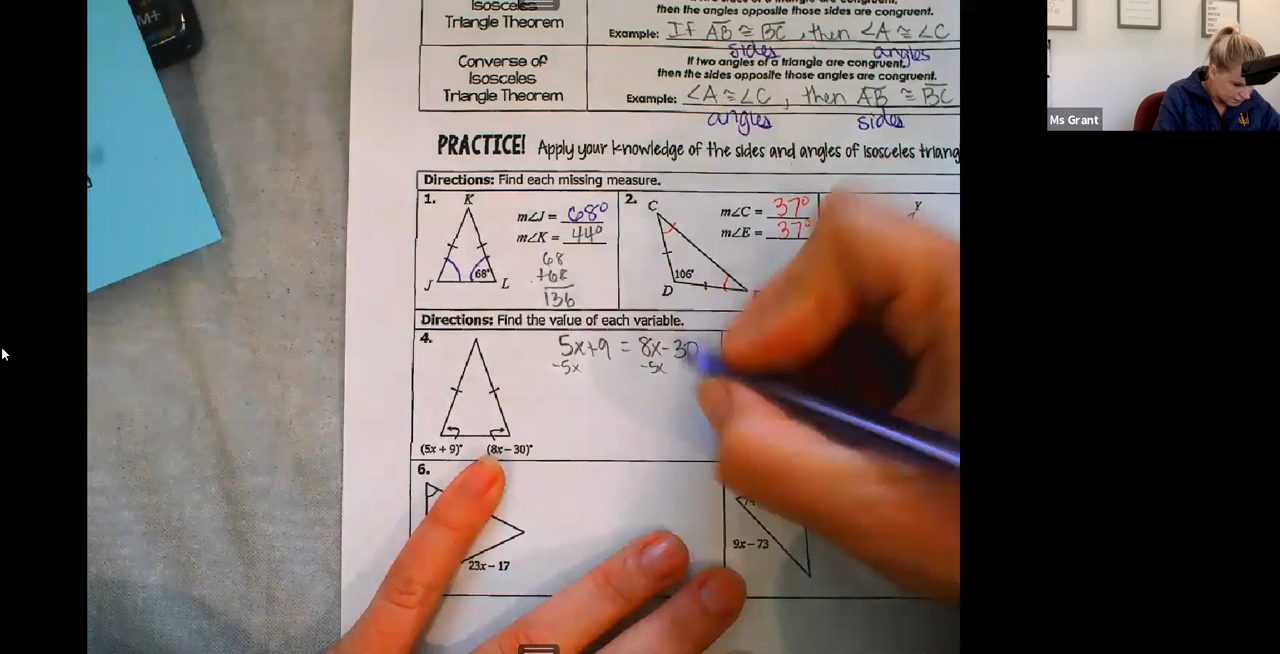 M+
Isosceles
Triangle Theorem
then the angles opposite those sides are congruent.
Example: If AB ≅ BC, then ∠A ≅ ∠C
sides angles
Converse of
Isosceles
Triangle Theorem
If two angles of a triangle are congruent,
then the sides opposite those angles are congruent.
Example: ∠A ≅ ∠C, then AB ≅ BC
angles sides
PRACTICE! Apply your knowledge of the sides and angles of isosceles
Directions: Find each missing measure.
1.
K
J
L
68°
m∠J = 68°
m∠K = 44°
68
+68
136
2.
C
D
106°
m∠C = 37°
m∠E = 37°
Y
Directions: Find the value of each variable.
4.
5x+9 = 8x-30
-5x -5x
(5x + 9)° (8x – 30)°
6.
23x – 17
9x – 73
Ms Grant